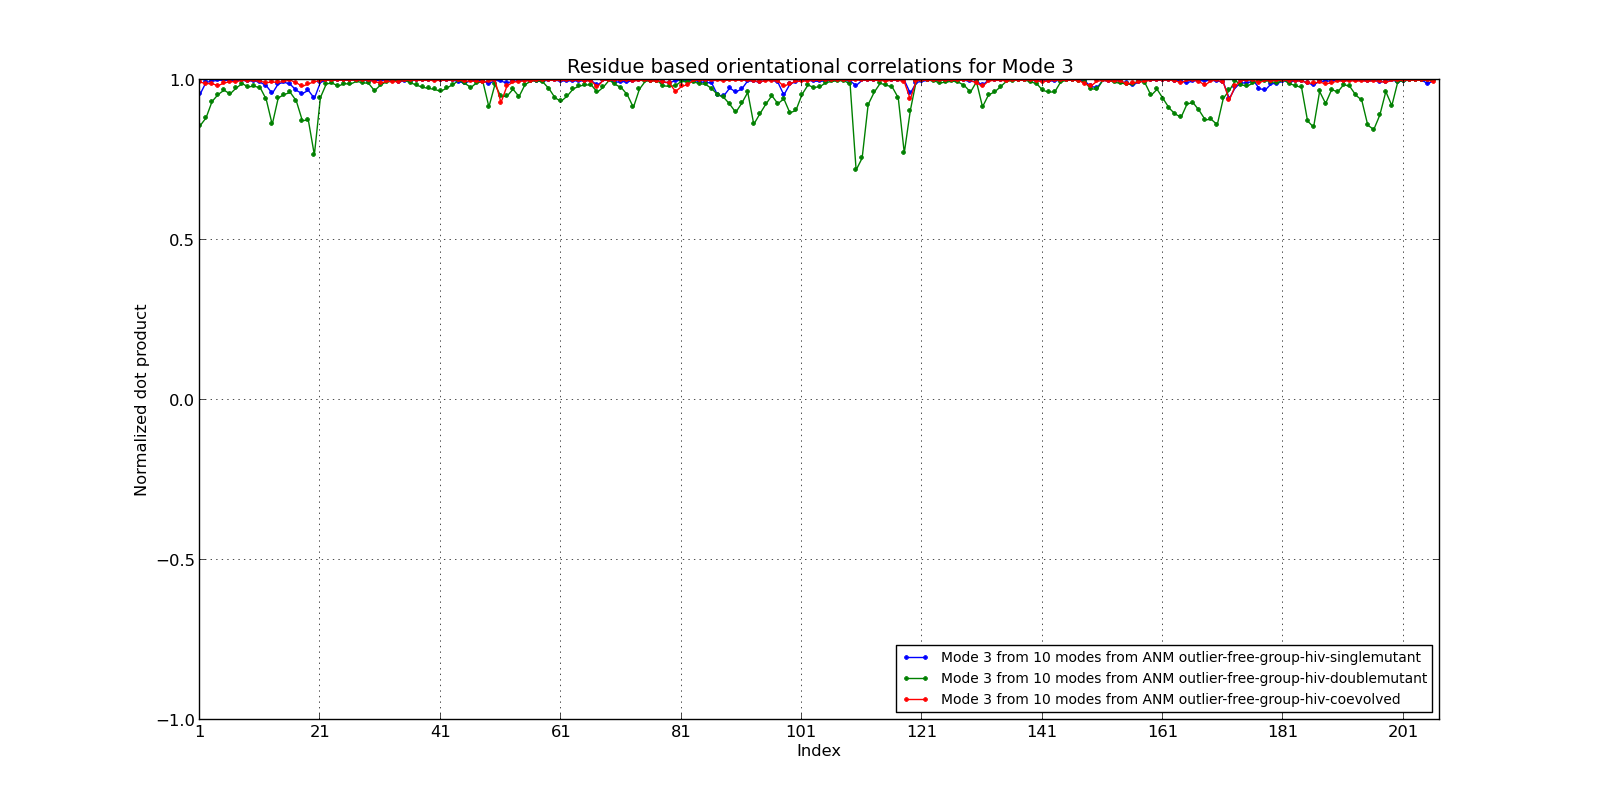 Residue based orientational correlations for Mode 3
1.0
0.5
0.0
−0.5
−1.0
Normalized dot product
1 21 41 61 81 101 121 141 161 181 201
Index
Mode 3 from 10 modes from ANM outlier-free-group-hiv-singlemutant
Mode 3 from 10 modes from ANM outlier-free-group-hiv-doublemutant
Mode 3 from 10 modes from ANM outlier-free-group-hiv-coevolved